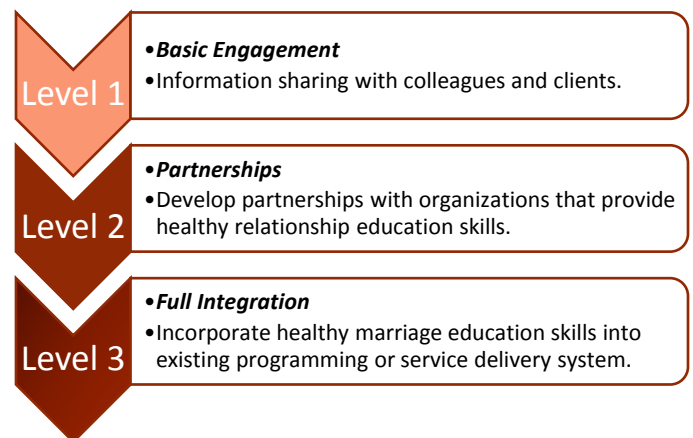 Level 1
•Basic Engagement
•Information sharing with colleagues and clients.
Level 2
•Partnerships
•Develop partnerships with organizations that provide
healthy relationship education skills.
Level 3
•Full Integration
•Incorporate healthy marriage education skills into
existing programming or service delivery system.